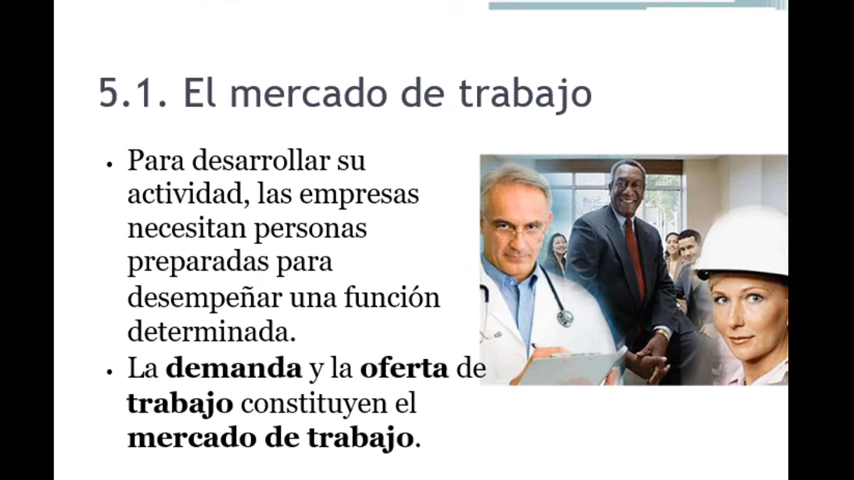 5.1. El mercado de trabajo
• Para desarrollar su
actividad, las empresas
necesitan personas
preparadas para
desempeñar una función
determinada.
• La demanda y la oferta de
trabajo constituyen el
mercado de trabajo.